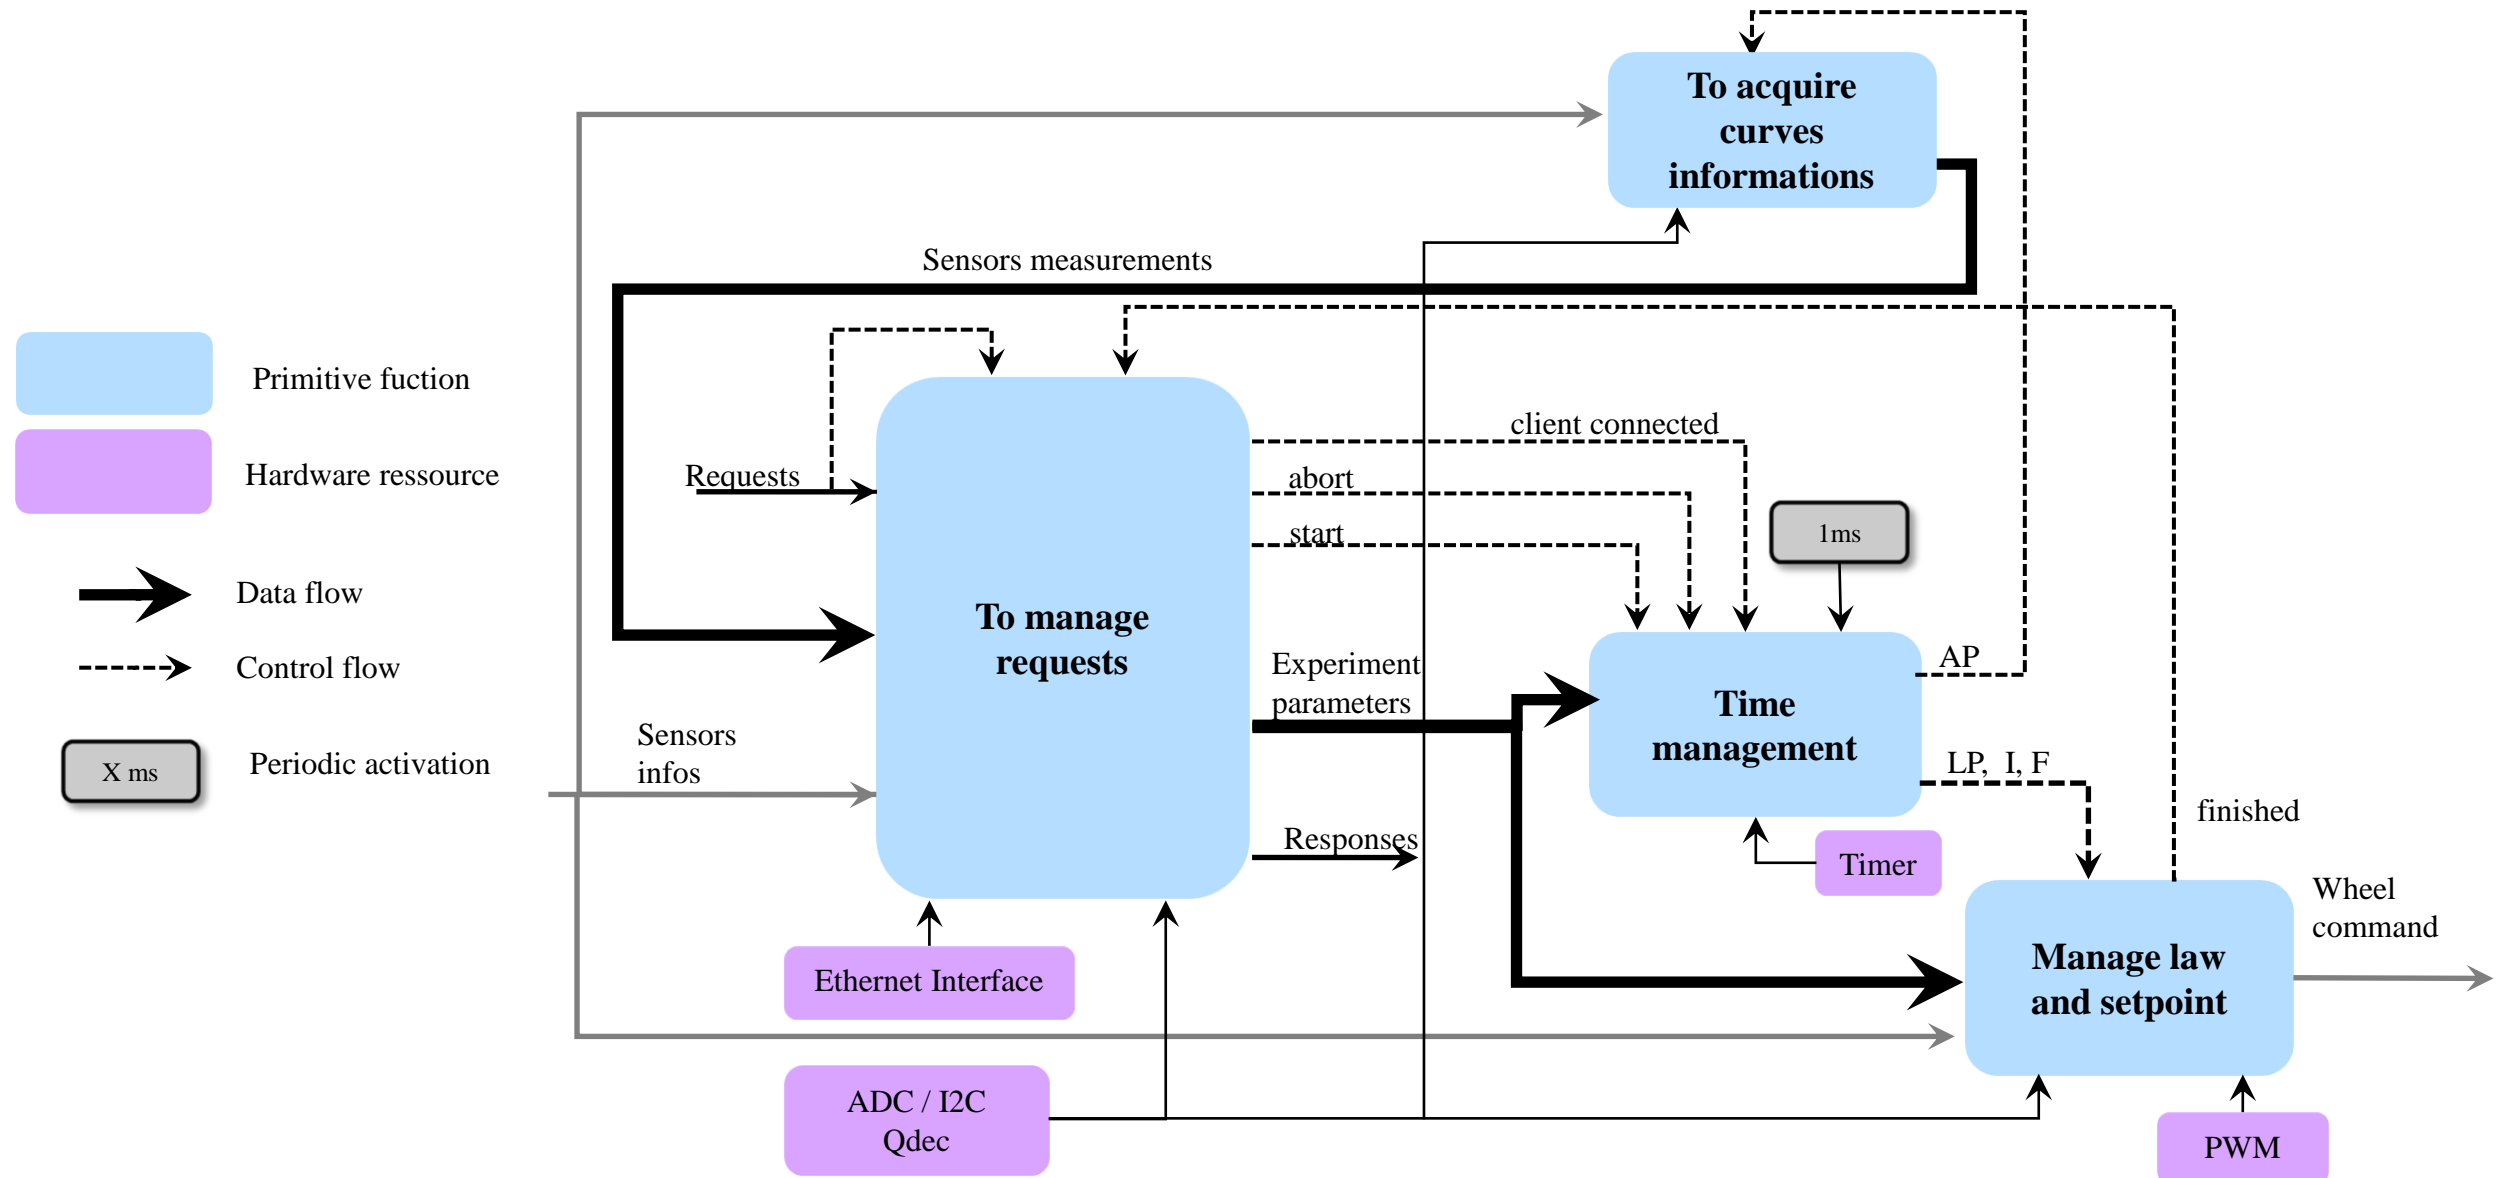 To acquire
curves
informations
Sensors measurements
Primitive fuction
Hardware ressource
Data flow
Control flow
X ms
Periodic activation
Requests
client connected
abort
start
1ms
To manage
requests
Experiment
parameters
Sensors
infos
Responses
Time
management
AP
LP, I, F
Timer
finished
Wheel
command
Manage law
and setpoint
Ethernet Interface
ADC / I2C
Qdec
PWM